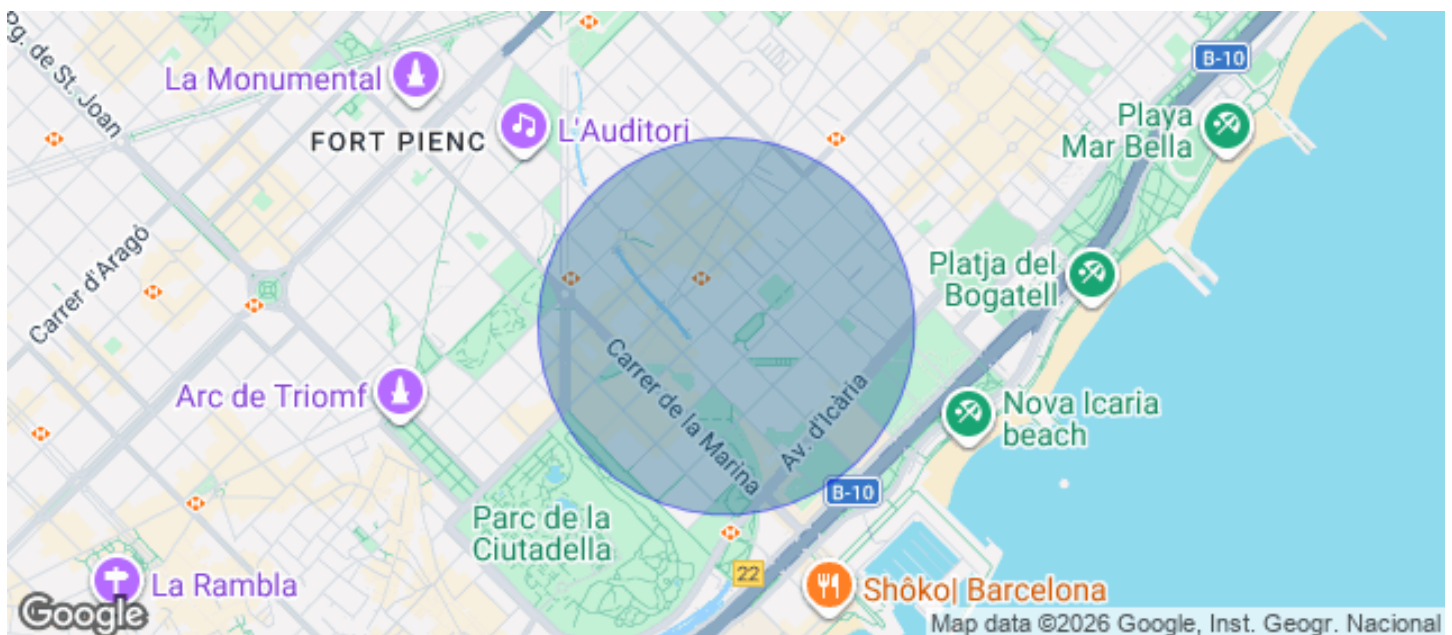 B-10
Pg. de St. Joan
La Monumental
Playa
Mar Bella
L'Auditori
FORT PIENC
Carrer d'Aragó
Platja del
Bogatell
Carrer de la Marina
Av. d'Icària
Arc de Triomf
Nova Icaria
beach
B-10
Parc de la
Ciutadella
22
La Rambla
Shôko| Barcelona
Google
Map data ©2026 Google, Inst. Geogr. Nacional